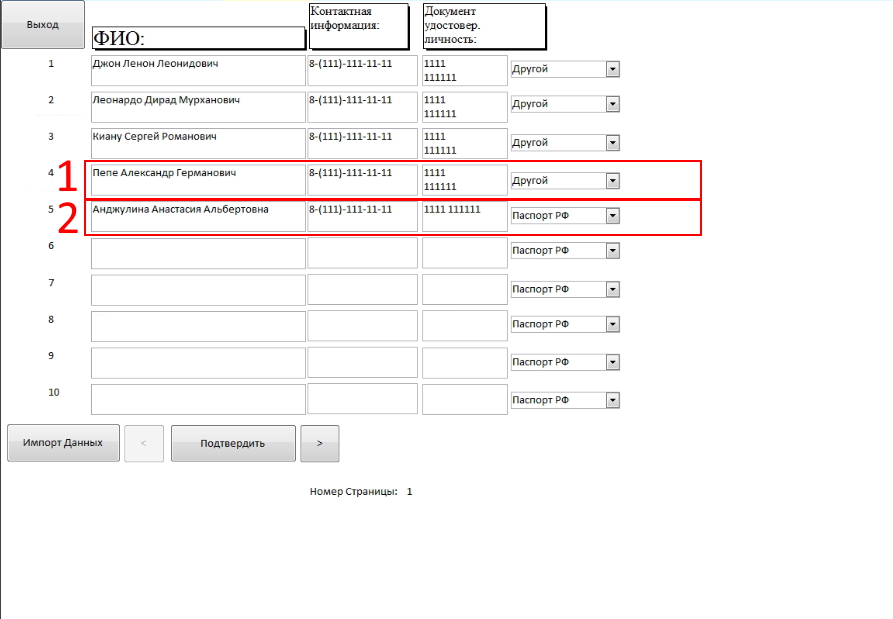 Выход
ФИО:
Контактная
информация:
Документ
удостовер.
личность:
1
Джон Ленон Леонидович
8-(111)-111-11-11
1111
111111
Другой
2
Леонардо Дирад Мурханович
8-(111)-111-11-11
1111
111111
Другой
3
Киану Сергей Романович
8-(111)-111-11-11
1111
111111
Другой
1
4
Пепе Александр Германович
8-(111)-111-11-11
1111
111111
Другой
2
5
Анджулина Анастасия Альбертовна
8-(111)-111-11-11
1111 111111
Паспорт РФ
6
Паспорт РФ
7
Паспорт РФ
8
Паспорт РФ
9
Паспорт РФ
10
Паспорт РФ
Импорт Данных
<
Подтвердить
>
Номер Страницы: 1